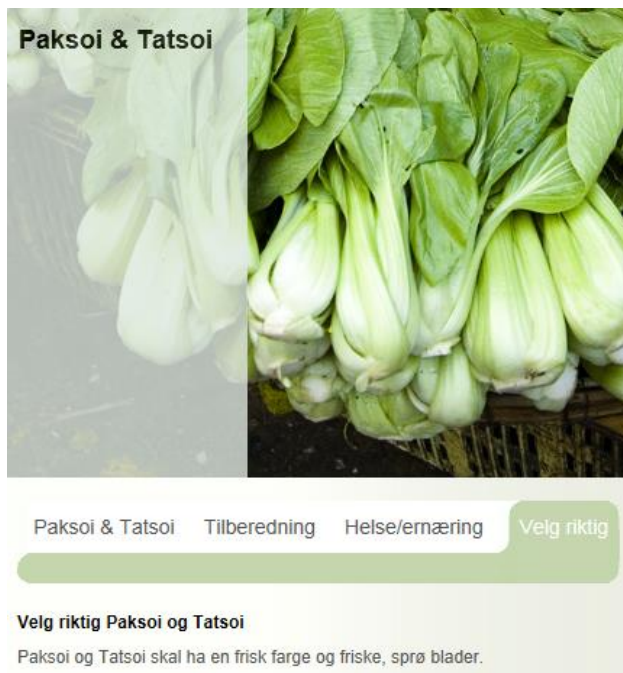 Paksoi & Tatsoi
Paksoi & Tatsoi Tilberedning Helse/ernæring Velg riktig
Velg riktig Paksoi og Tatsoi
Paksoi og Tatsoi skal ha en frisk farge og friske, sprø blader.